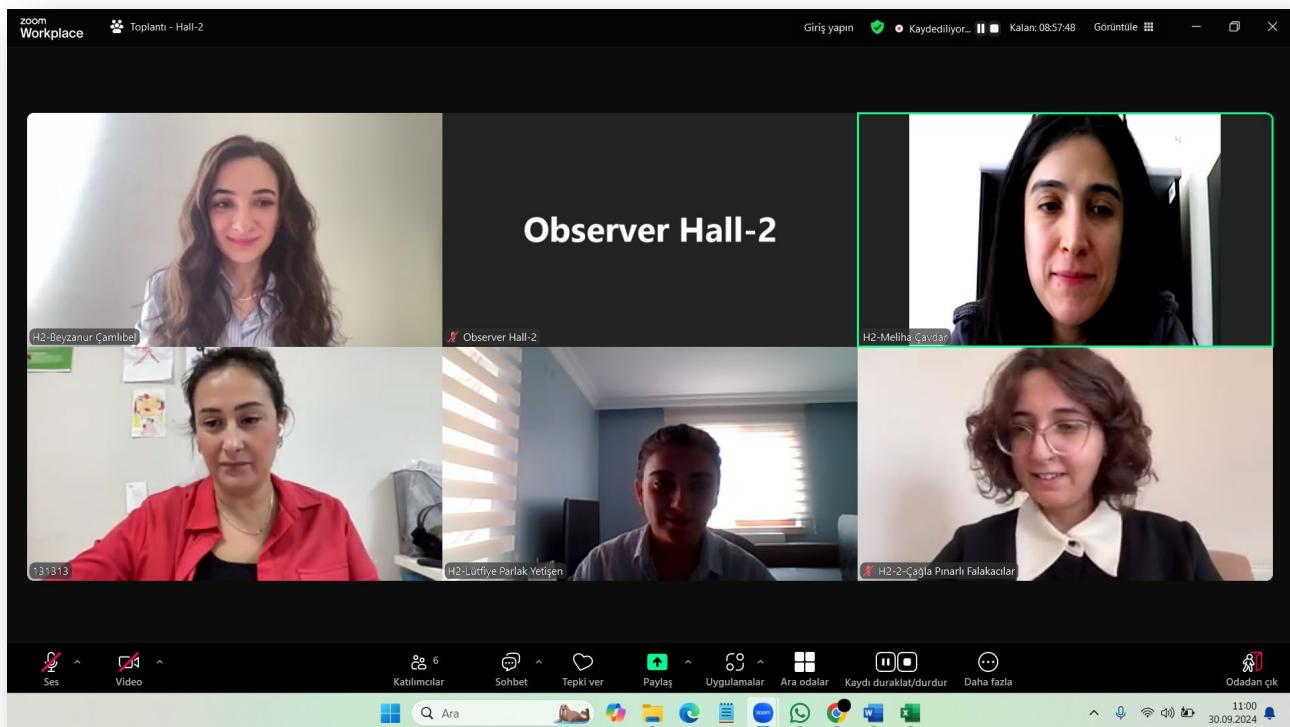 zoom
Workplace
Toplantı - Hall-2
Giriş yapın
Kaydediliyor...
Kalan: 08:57:48
Görüntüle
H2-Beyzanur Çamlıbel
Observer Hall-2
Observer Hall-2
H2-Meliha Çavdar
131313
H2-Lütfiye Parlak Yetişen
H2-2-Çağla Pınarlı Falakacılar
Ses
Video
6
Katılımcılar
Sohbet
Tepki ver
Paylaş
Uygulamalar
Ara odalar
Kaydı duraklat/durdur
Daha fazla
Odadan çık
Ara
zoom
11:00
30.09.2024